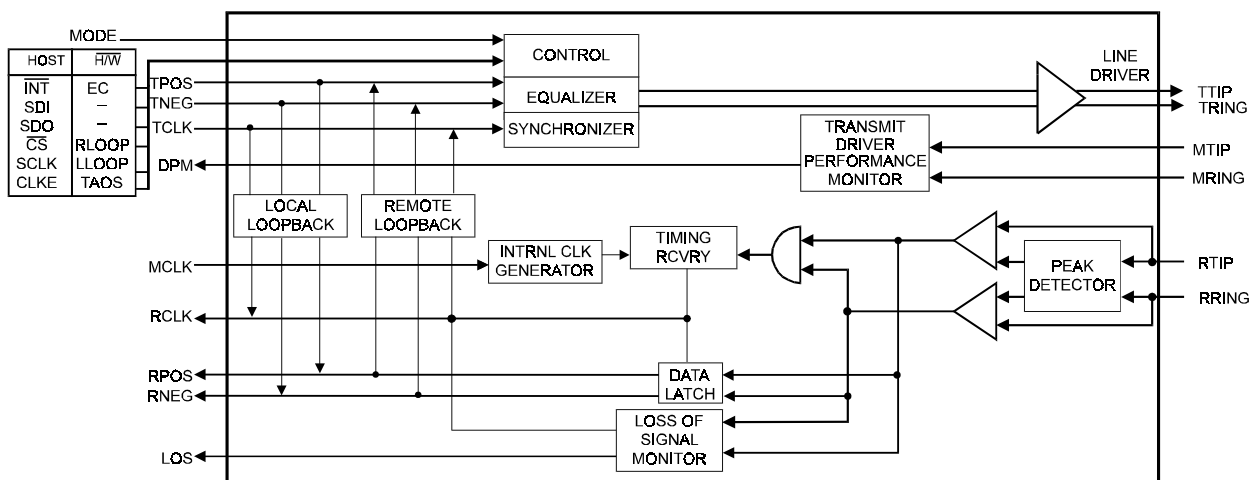 MODE
HOST H/W
INT EC
SDI –
SDO –
CS RLOOP
SCLK LLOOP
CLKE TAOS
TPOS
TNEG
TCLK
DPM
CONTROL
EQUALIZER
SYNCHRONIZER
LINE
DRIVER
TTIP
TRING
TRANSMIT
DRIVER
PERFORMANCE
MONITOR
MTIP
MRING
LOCAL
LOOPBACK
REMOTE
LOOPBACK
MCLK
INTRNL CLK
GENERATOR
TIMING
RCVRY
PEAK
DETECTOR
RTIP
RRING
RCLK
RPOS
RNEG
DATA
LATCH
LOSS OF
SIGNAL
MONITOR
LOS